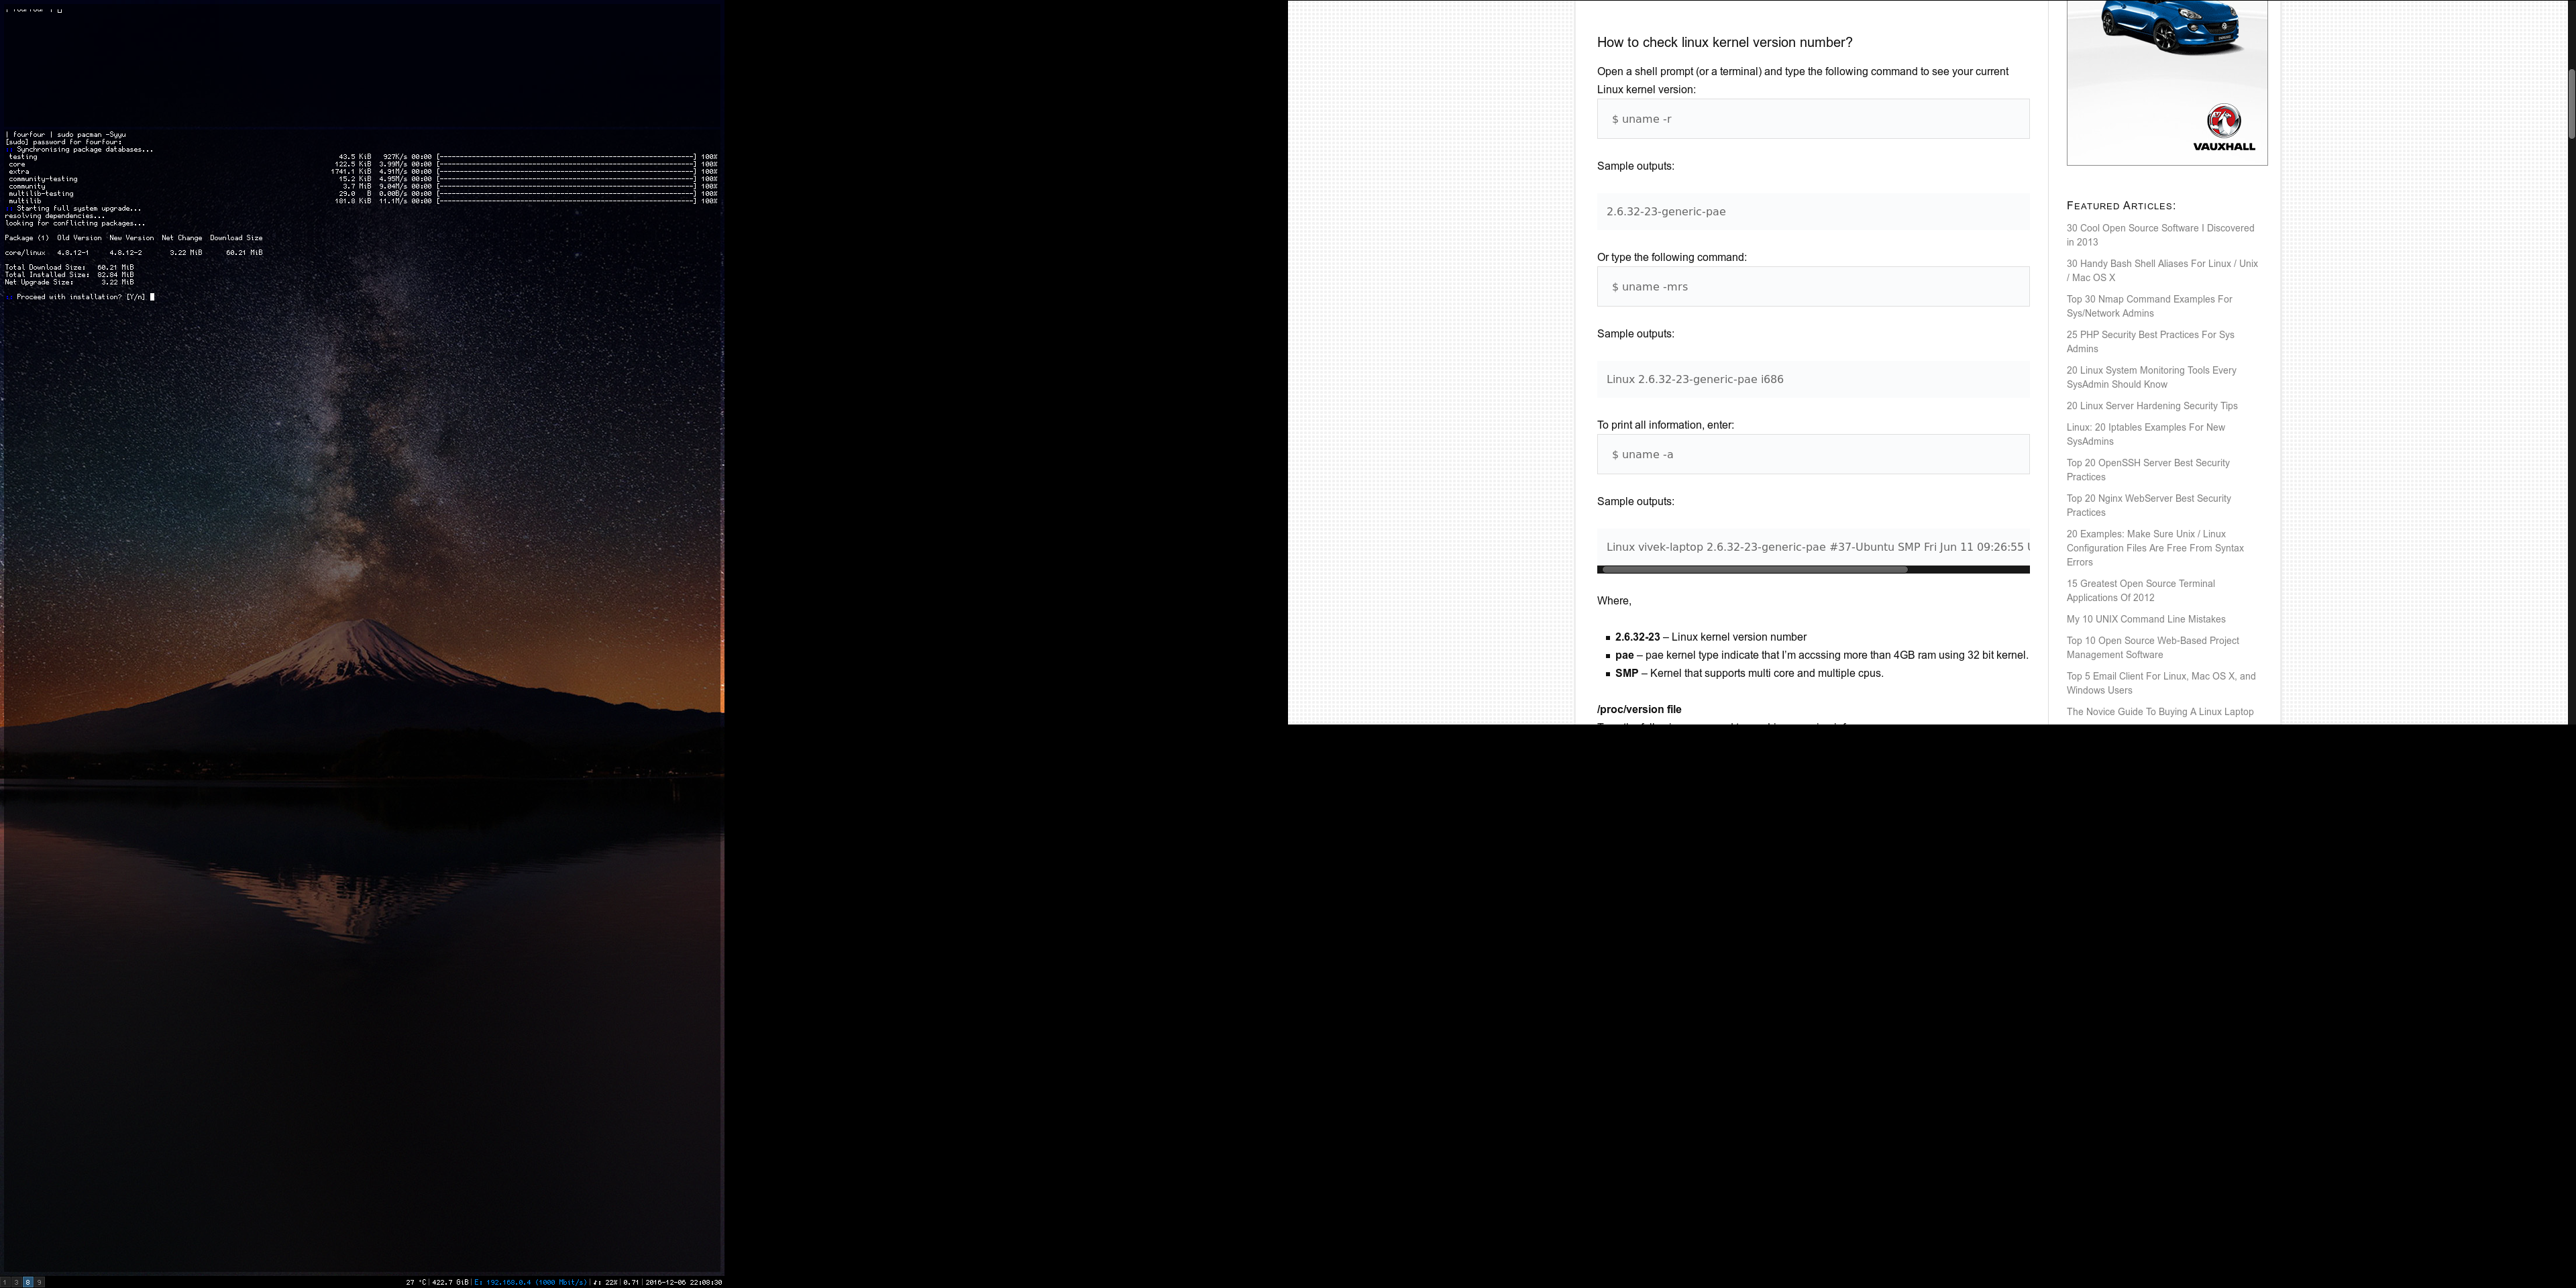 | fourfour | sudo pacman -Syyu
[sudo] password for fourfour:
:: Synchronising package databases...
testing 43.5 KiB 927K/s 00:00 [----------------------------------------------------------------------] 100%
core 122.5 KiB 3.99M/s 00:00 [----------------------------------------------------------------------] 100%
extra 1741.1 KiB 4.91M/s 00:00 [----------------------------------------------------------------------] 100%
community-testing 15.2 KiB 4.95M/s 00:00 [----------------------------------------------------------------------] 100%
community 3.7 MiB 9.04M/s 00:00 [----------------------------------------------------------------------] 100%
multilib-testing 29.0 B 0.00B/s 00:00 [----------------------------------------------------------------------] 100%
multilib 181.8 KiB 11.1M/s 00:00 [----------------------------------------------------------------------] 100%
:: Starting full system upgrade...
resolving dependencies...
looking for conflicting packages...
Package (1) Old Version New Version Net Change Download Size
core/linux 4.8.12-1 4.8.12-2 3.22 MiB 60.21 MiB
Total Download Size: 60.21 MiB
Total Installed Size: 82.84 MiB
Net Upgrade Size: 3.22 MiB
:: Proceed with installation? [Y/n]
1 3 8 9
27 °C | 422.7 GiB | E: 192.168.0.4 (1000 Mbit/s) | ♪: 22% | 0.71 | 2016-12-06 22:08:30
How to check linux kernel version number?
Open a shell prompt (or a terminal) and type the following command to see your current
Linux kernel version:
$ uname -r
Sample outputs:
2.6.32-23-generic-pae
Or type the following command:
$ uname -mrs
Sample outputs:
Linux 2.6.32-23-generic-pae i686
To print all information, enter:
$ uname -a
Sample outputs:
Linux vivek-laptop 2.6.32-23-generic-pae #37-Ubuntu SMP Fri Jun 11 09:26:55
Where,
2.6.32-23 – Linux kernel version number
pae – pae kernel type indicate that I'm accssing more than 4GB ram using 32 bit kernel.
SMP – Kernel that supports multi core and multiple cpus.
/proc/version file
VAUXHALL
FEATURED ARTICLES:
30 Cool Open Source Software I Discovered
in 2013
30 Handy Bash Shell Aliases For Linux / Unix
/ Mac OS X
Top 30 Nmap Command Examples For
Sys/Network Admins
25 PHP Security Best Practices For Sys
Admins
20 Linux System Monitoring Tools Every
SysAdmin Should Know
20 Linux Server Hardening Security Tips
Linux: 20 Iptables Examples For New
SysAdmins
Top 20 OpenSSH Server Best Security
Practices
Top 20 Nginx WebServer Best Security
Practices
20 Examples: Make Sure Unix / Linux
Configuration Files Are Free From Syntax
Errors
15 Greatest Open Source Terminal
Applications Of 2012
My 10 UNIX Command Line Mistakes
Top 10 Open Source Web-Based Project
Management Software
Top 5 Email Client For Linux, Mac OS X, and
Windows Users
The Novice Guide To Buying A Linux Laptop